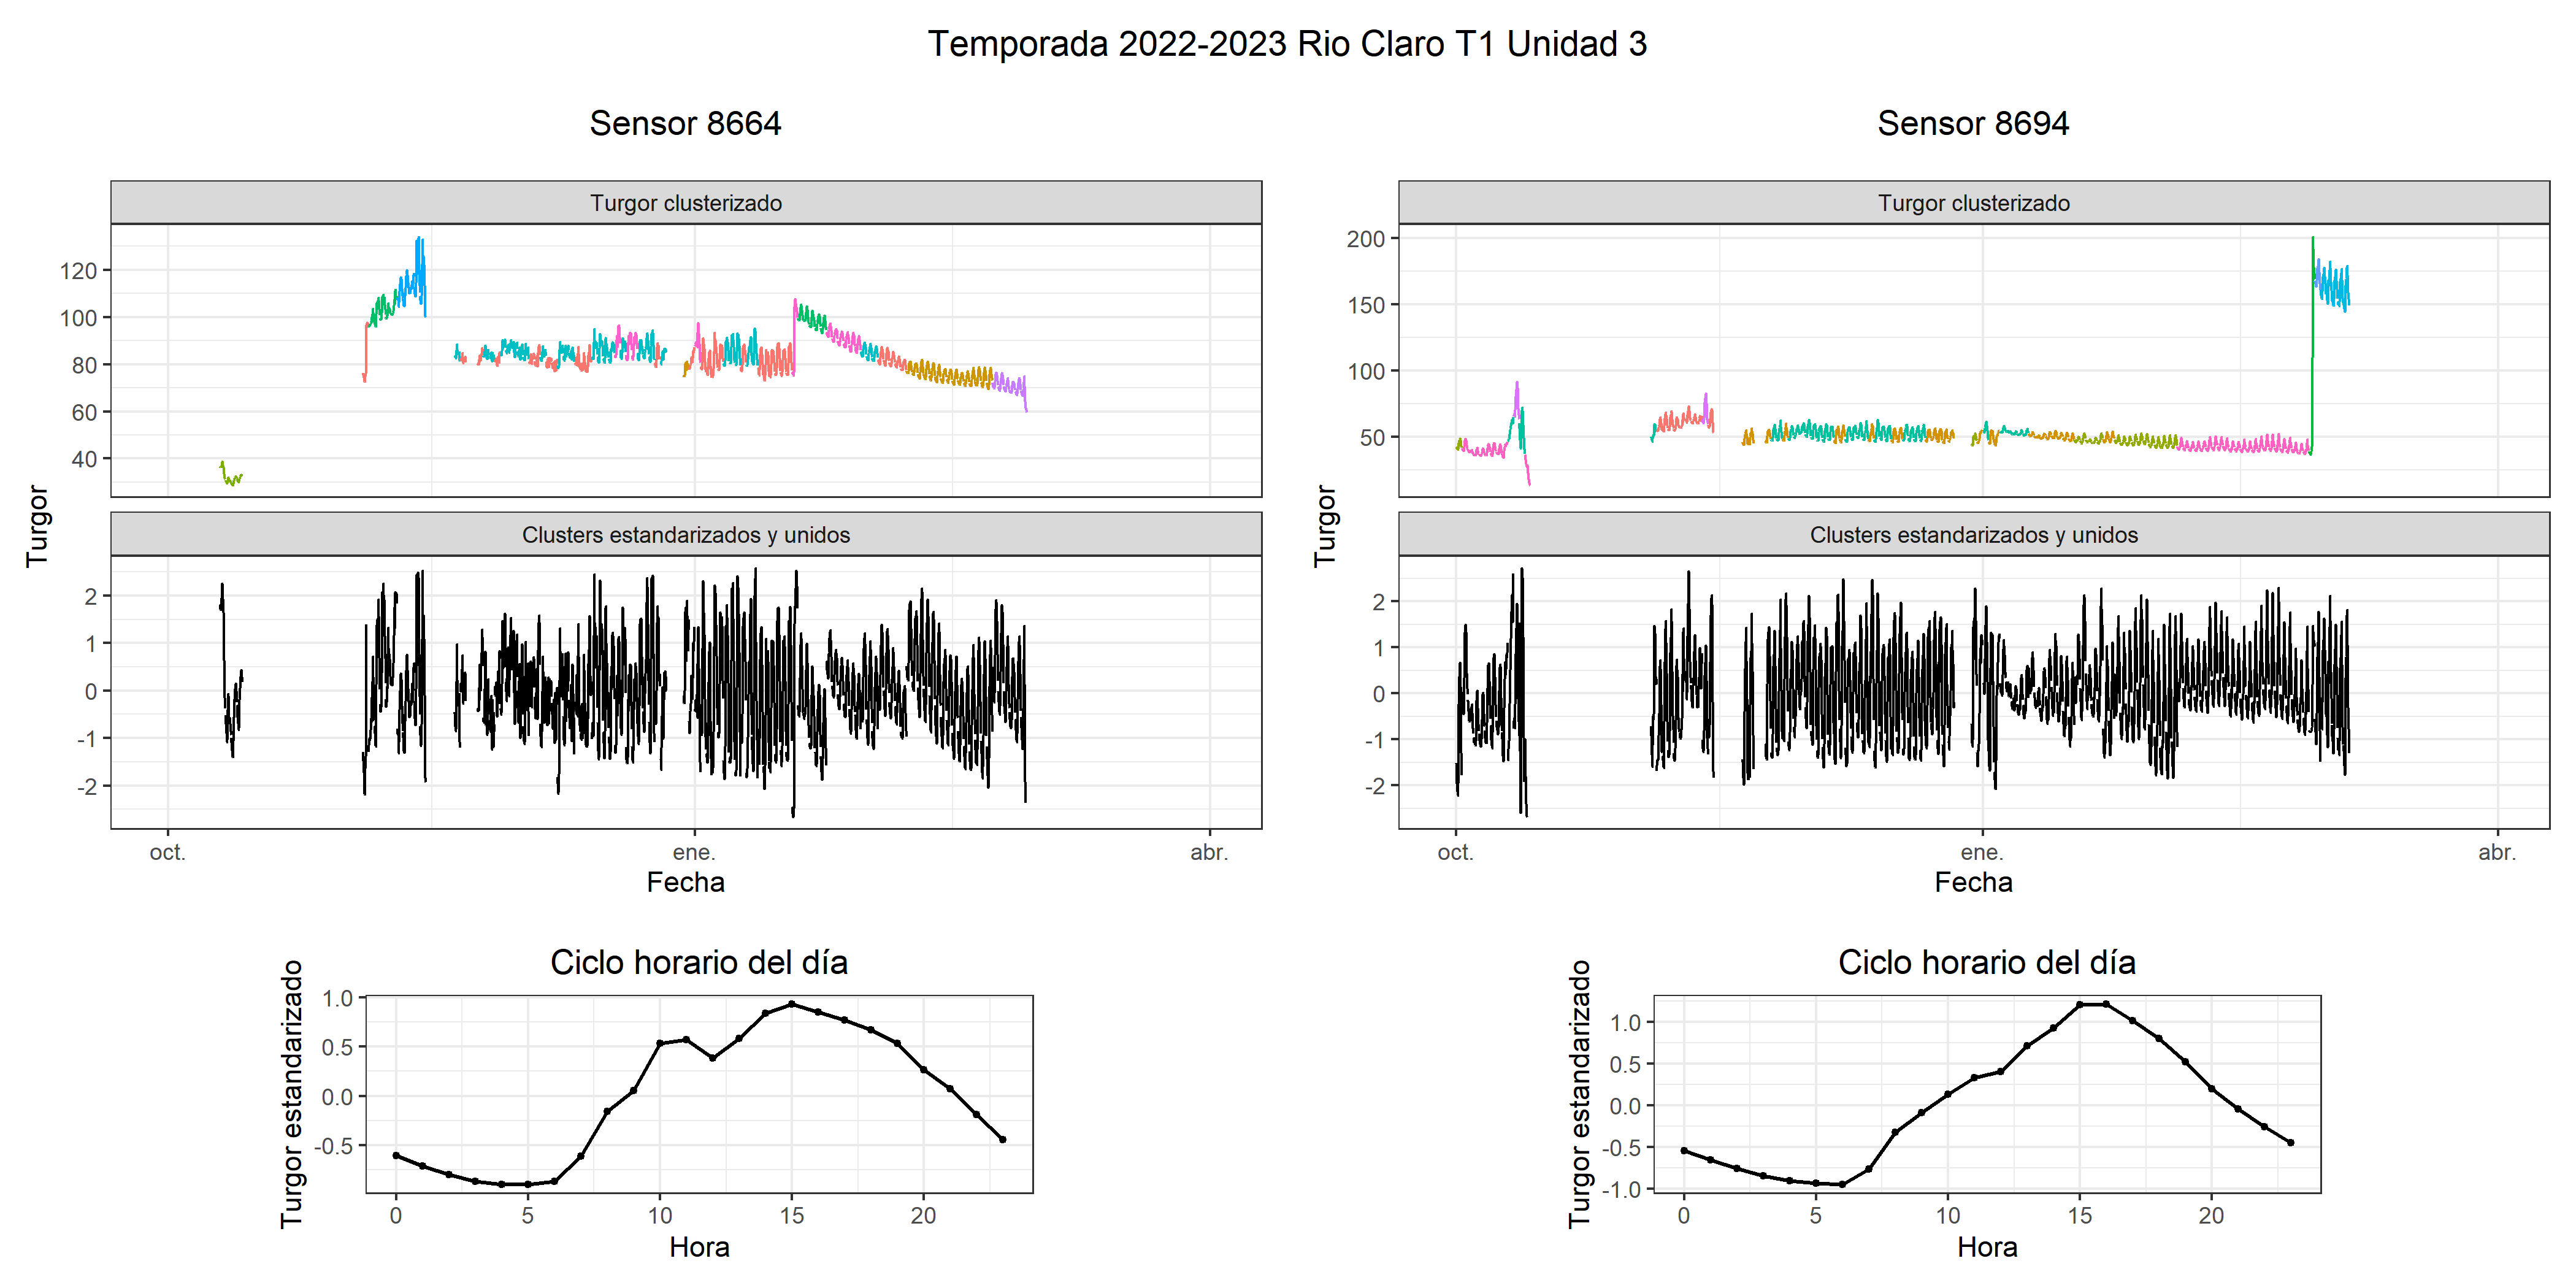 Temporada 2022-2023 Rio Claro T1 Unidad 3
Sensor 8664
Turgor clusterizado
120
100
80
60
40
Turgor
Clusters estandarizados y unidos
2
1
0
-1
-2
oct.
ene.
abr.
Fecha
Ciclo horario del día
Turgor estandarizado
1.0
0.5
0.0
-0.5
0
5
10
15
20
Hora
Sensor 8694
Turgor clusterizado
200
150
100
50
Turgor
Clusters estandarizados y unidos
2
1
0
-1
-2
oct.
ene.
abr.
Fecha
Ciclo horario del día
Turgor estandarizado
1.0
0.5
0.0
-0.5
-1.0
0
5
10
15
20
Hora